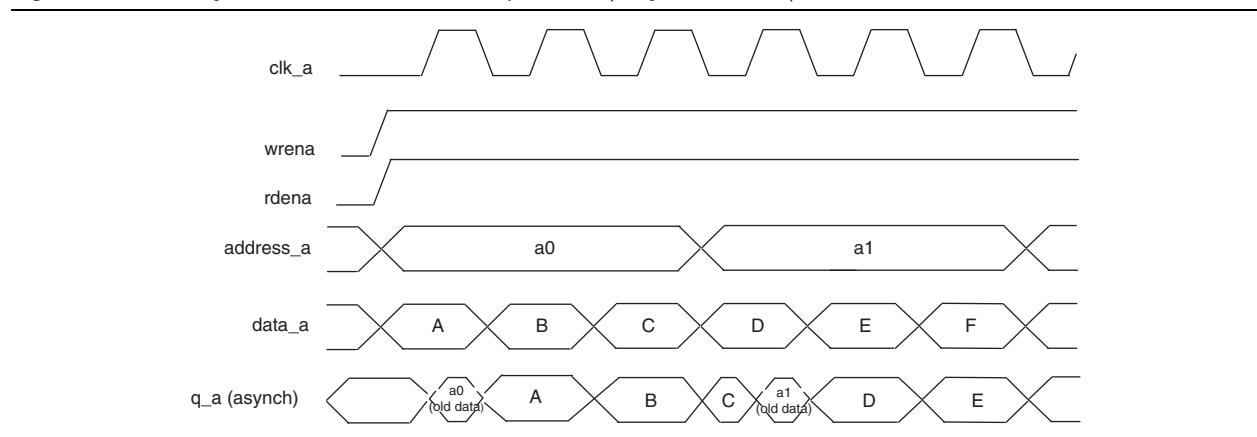 clk_a
wrena
rdena
address_a
a0
a1
data_a
A
B
C
D
E
F
q_a (asynch)
a0
(old data)
A
B
C
a1
(old data)
D
E